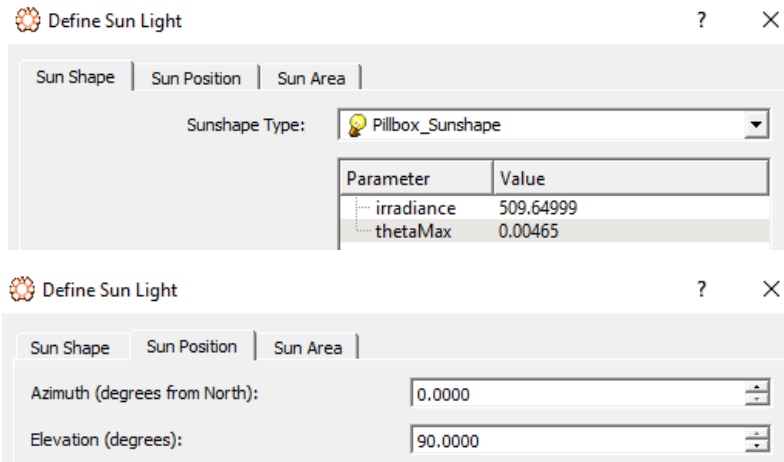 Define Sun Light ? ×
Sun Shape Sun Position Sun Area
Sunshape Type: Pillbox_Sunshape
Parameter Value
irradiance 509.64999
thetaMax 0.00465
Define Sun Light ? ×
Sun Shape Sun Position Sun Area
Azimuth (degrees from North): 0.0000
Elevation (degrees): 90.0000